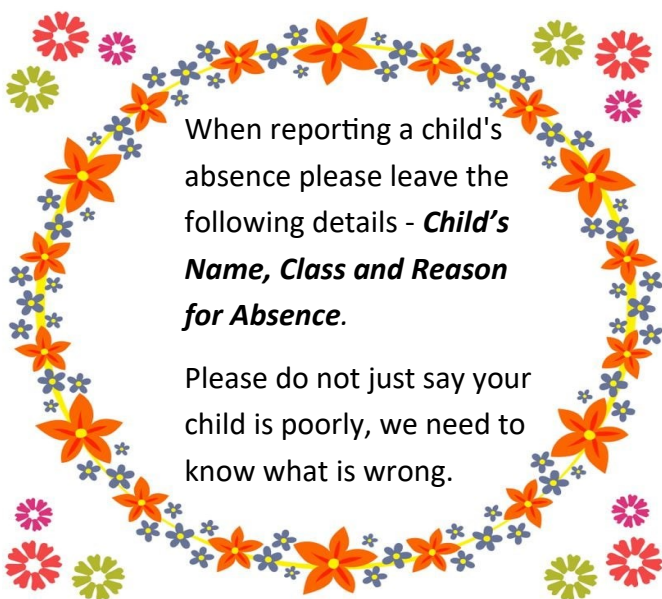 When reporting a child's
absence please leave the
following details - Child’s
Name, Class and Reason
for Absence.
Please do not just say your
child is poorly, we need to
know what is wrong.